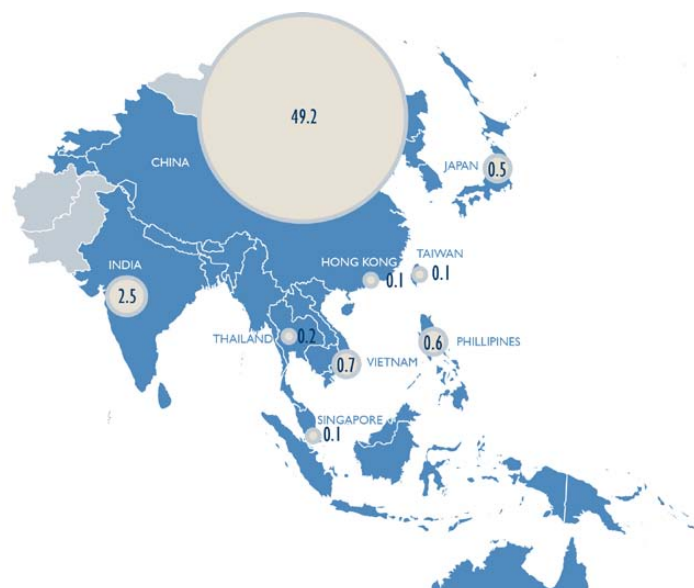 49.2
CHINA
JAPAN
0.5
INDIA
2.5
HONG KONG
0.1
TAIWAN
0.1
THAILAND
0.2
0.7
VIETNAM
0.6
PHILLIPINES
SINGAPORE
0.1